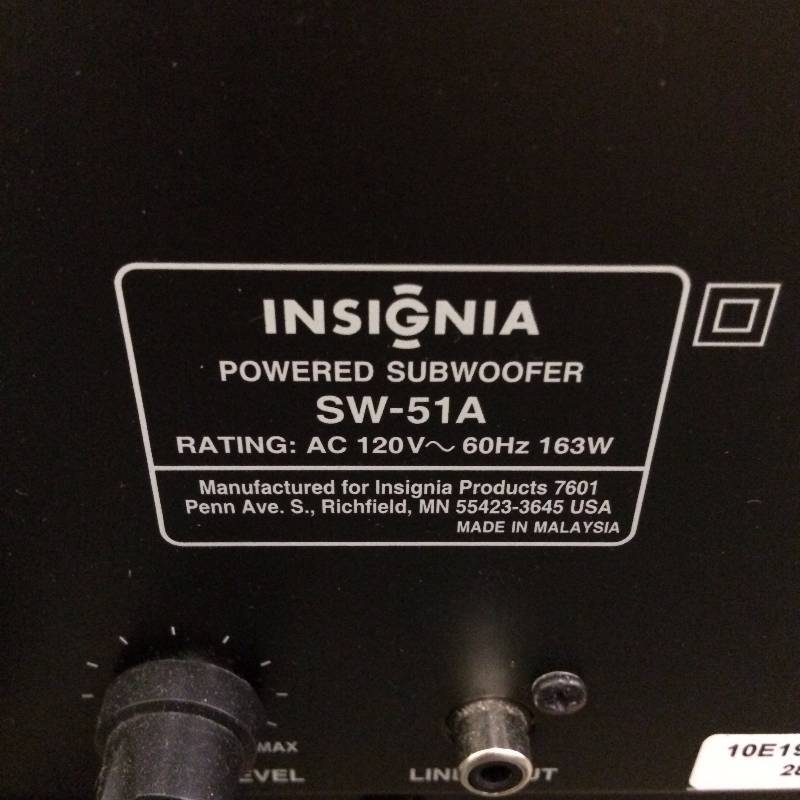 INSIGNIA
POWERED SUBWOOFER
SW-51A
RATING: AC 120V～ 60Hz 163W
Manufactured for Insignia Products 7601
Penn Ave. S., Richfield, MN 55423-3645 USA
MADE IN MALAYSIA
MAX